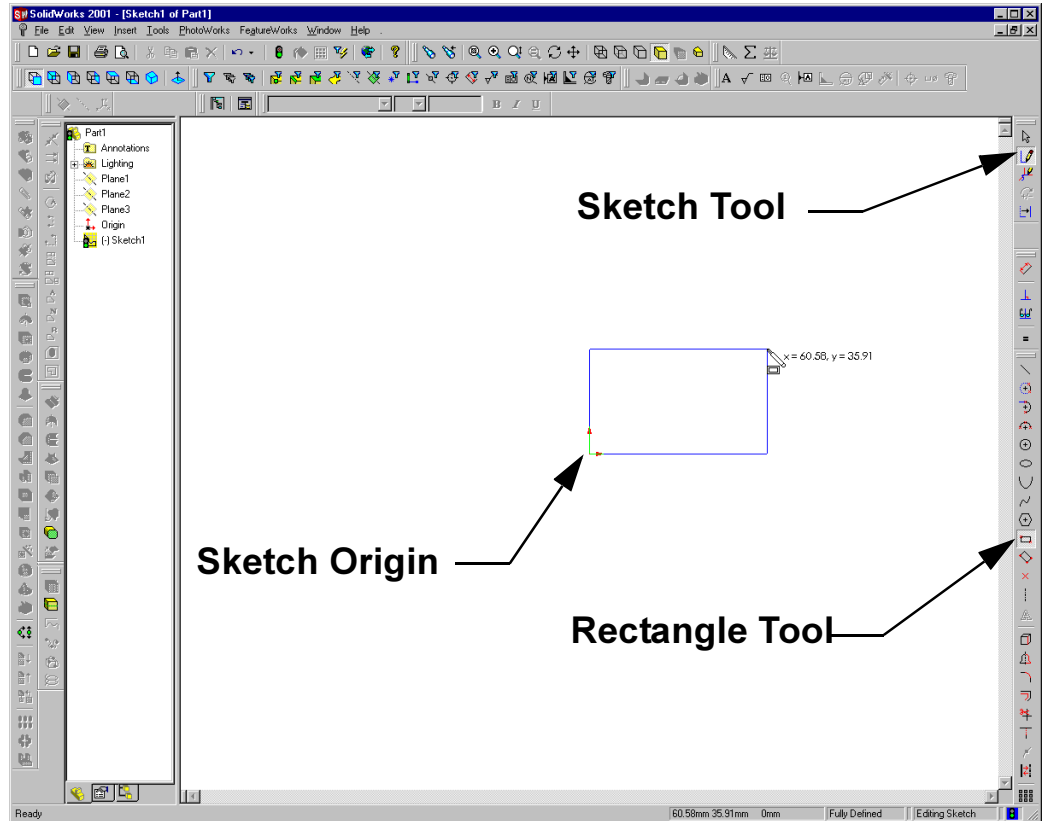 SolidWorks 2001 - [Sketch1 of Part1]
File Edit View Insert Tools PhotoWorks FeatureWorks Window Help
B I U
Part1
Annotations
Lighting
Plane1
Plane2
Plane3
Origin
(-) Sketch1
Sketch Tool
x = 60.58, y = 35.91
Sketch Origin
Rectangle Tool
Ready
60.58mm 35.91mm 0mm Fully Defined Editing Sketch